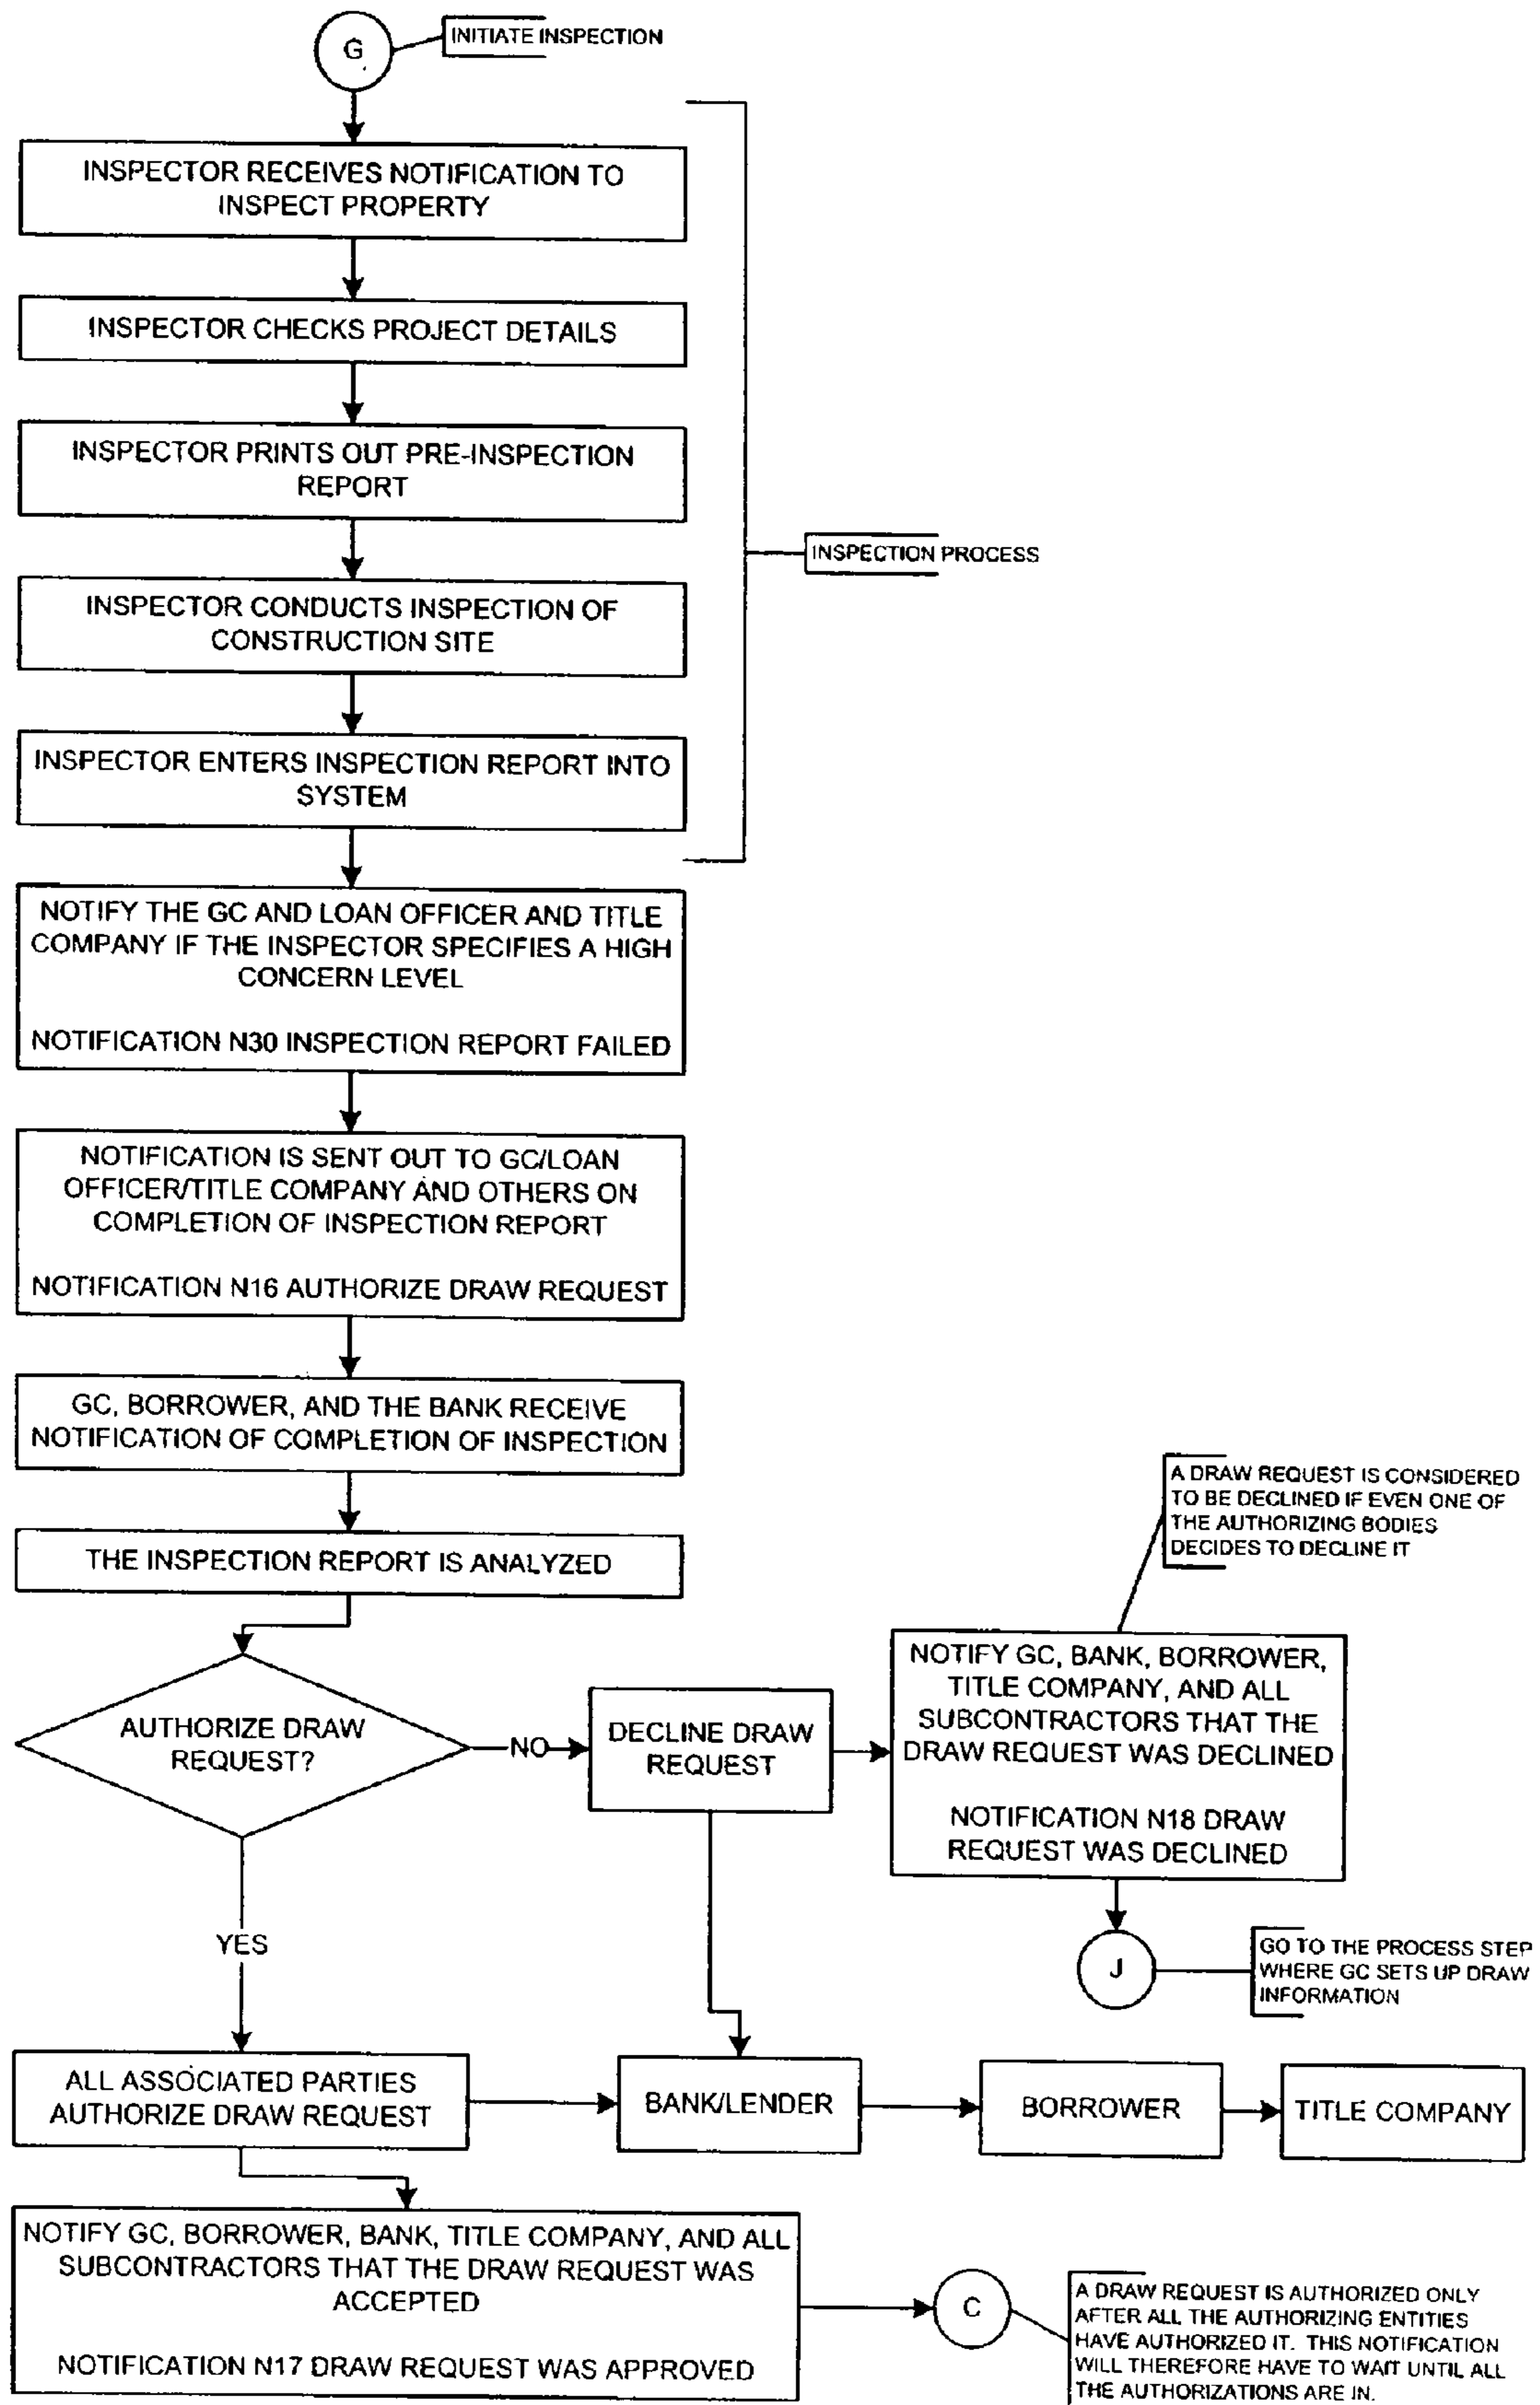 G
INITIATE INSPECTION
INSPECTOR RECEIVES NOTIFICATION TO
INSPECT PROPERTY
INSPECTOR CHECKS PROJECT DETAILS
INSPECTOR PRINTS OUT PRE-INSPECTION
REPORT
INSPECTION PROCESS
INSPECTOR CONDUCTS INSPECTION OF
CONSTRUCTION SITE
INSPECTOR ENTERS INSPECTION REPORT INTO
SYSTEM
NOTIFY THE GC AND LOAN OFFICER AND TITLE
COMPANY IF THE INSPECTOR SPECIFIES A HIGH
CONCERN LEVEL
NOTIFICATION N30 INSPECTION REPORT FAILED
NOTIFICATION IS SENT OUT TO GC/LOAN
OFFICER/TITLE COMPANY AND OTHERS ON
COMPLETION OF INSPECTION REPORT
NOTIFICATION N16 AUTHORIZE DRAW REQUEST
GC, BORROWER, AND THE BANK RECEIVE
NOTIFICATION OF COMPLETION OF INSPECTION
THE INSPECTION REPORT IS ANALYZED
A DRAW REQUEST IS CONSIDERED
TO BE DECLINED IF EVEN ONE OF
THE AUTHORIZING BODIES
DECIDES TO DECLINE IT
AUTHORIZE DRAW
REQUEST?
NO
DECLINE DRAW
REQUEST
NOTIFY GC, BANK, BORROWER,
TITLE COMPANY, AND ALL
SUBCONTRACTORS THAT THE
DRAW REQUEST WAS DECLINED
NOTIFICATION N18 DRAW
REQUEST WAS DECLINED
YES
J
GO TO THE PROCESS STEP
WHERE GC SETS UP DRAW
INFORMATION
ALL ASSOCIATED PARTIES
AUTHORIZE DRAW REQUEST
BANK/LENDER
BORROWER
TITLE COMPANY
NOTIFY GC, BORROWER, BANK, TITLE COMPANY, AND ALL
SUBCONTRACTORS THAT THE DRAW REQUEST WAS
ACCEPTED
NOTIFICATION N17 DRAW REQUEST WAS APPROVED
C
A DRAW REQUEST IS AUTHORIZED ONLY
AFTER ALL THE AUTHORIZING ENTITIES
HAVE AUTHORIZED IT. THIS NOTIFICATION
WILL THEREFORE HAVE TO WAIT UNTIL ALL
THE AUTHORIZATIONS ARE IN.